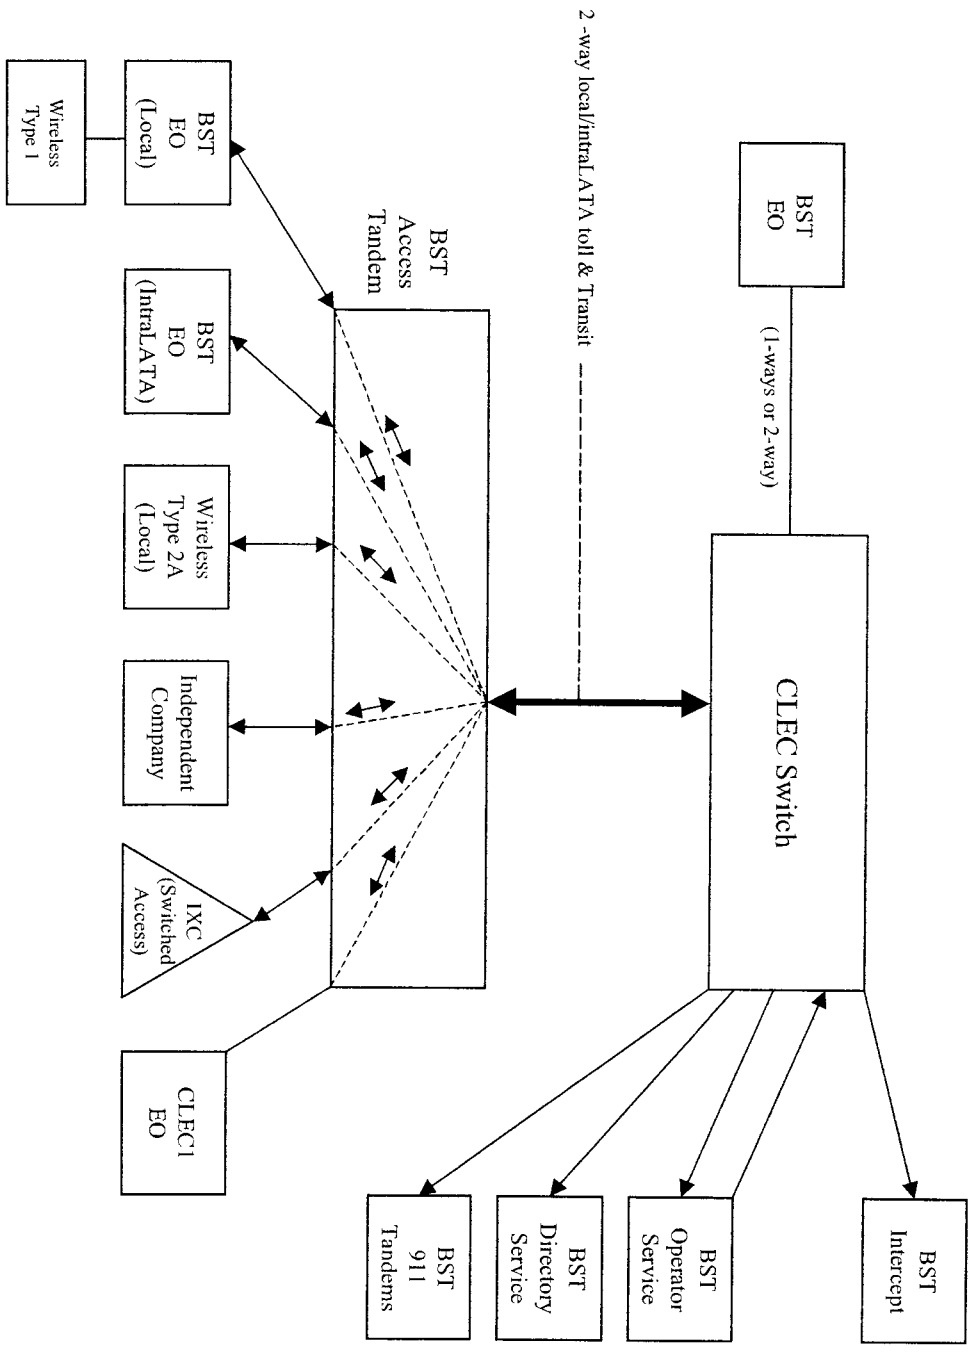 BST
EO
(1-ways or 2-way)
CLEC Switch
BST
Intercept
BST
Operator
Service
BST
Directory
Service
BST
911
Tandems
2 -way local/intraLATA toll & Transit
BST
Access
Tandem
BST
EO
(Local)
Wireless
Type 1
BST
EO
(IntraLATA)
Wireless
Type 2A
(Local)
Independent
Company
IXC
(Switched
Access)
CLEC1
EO